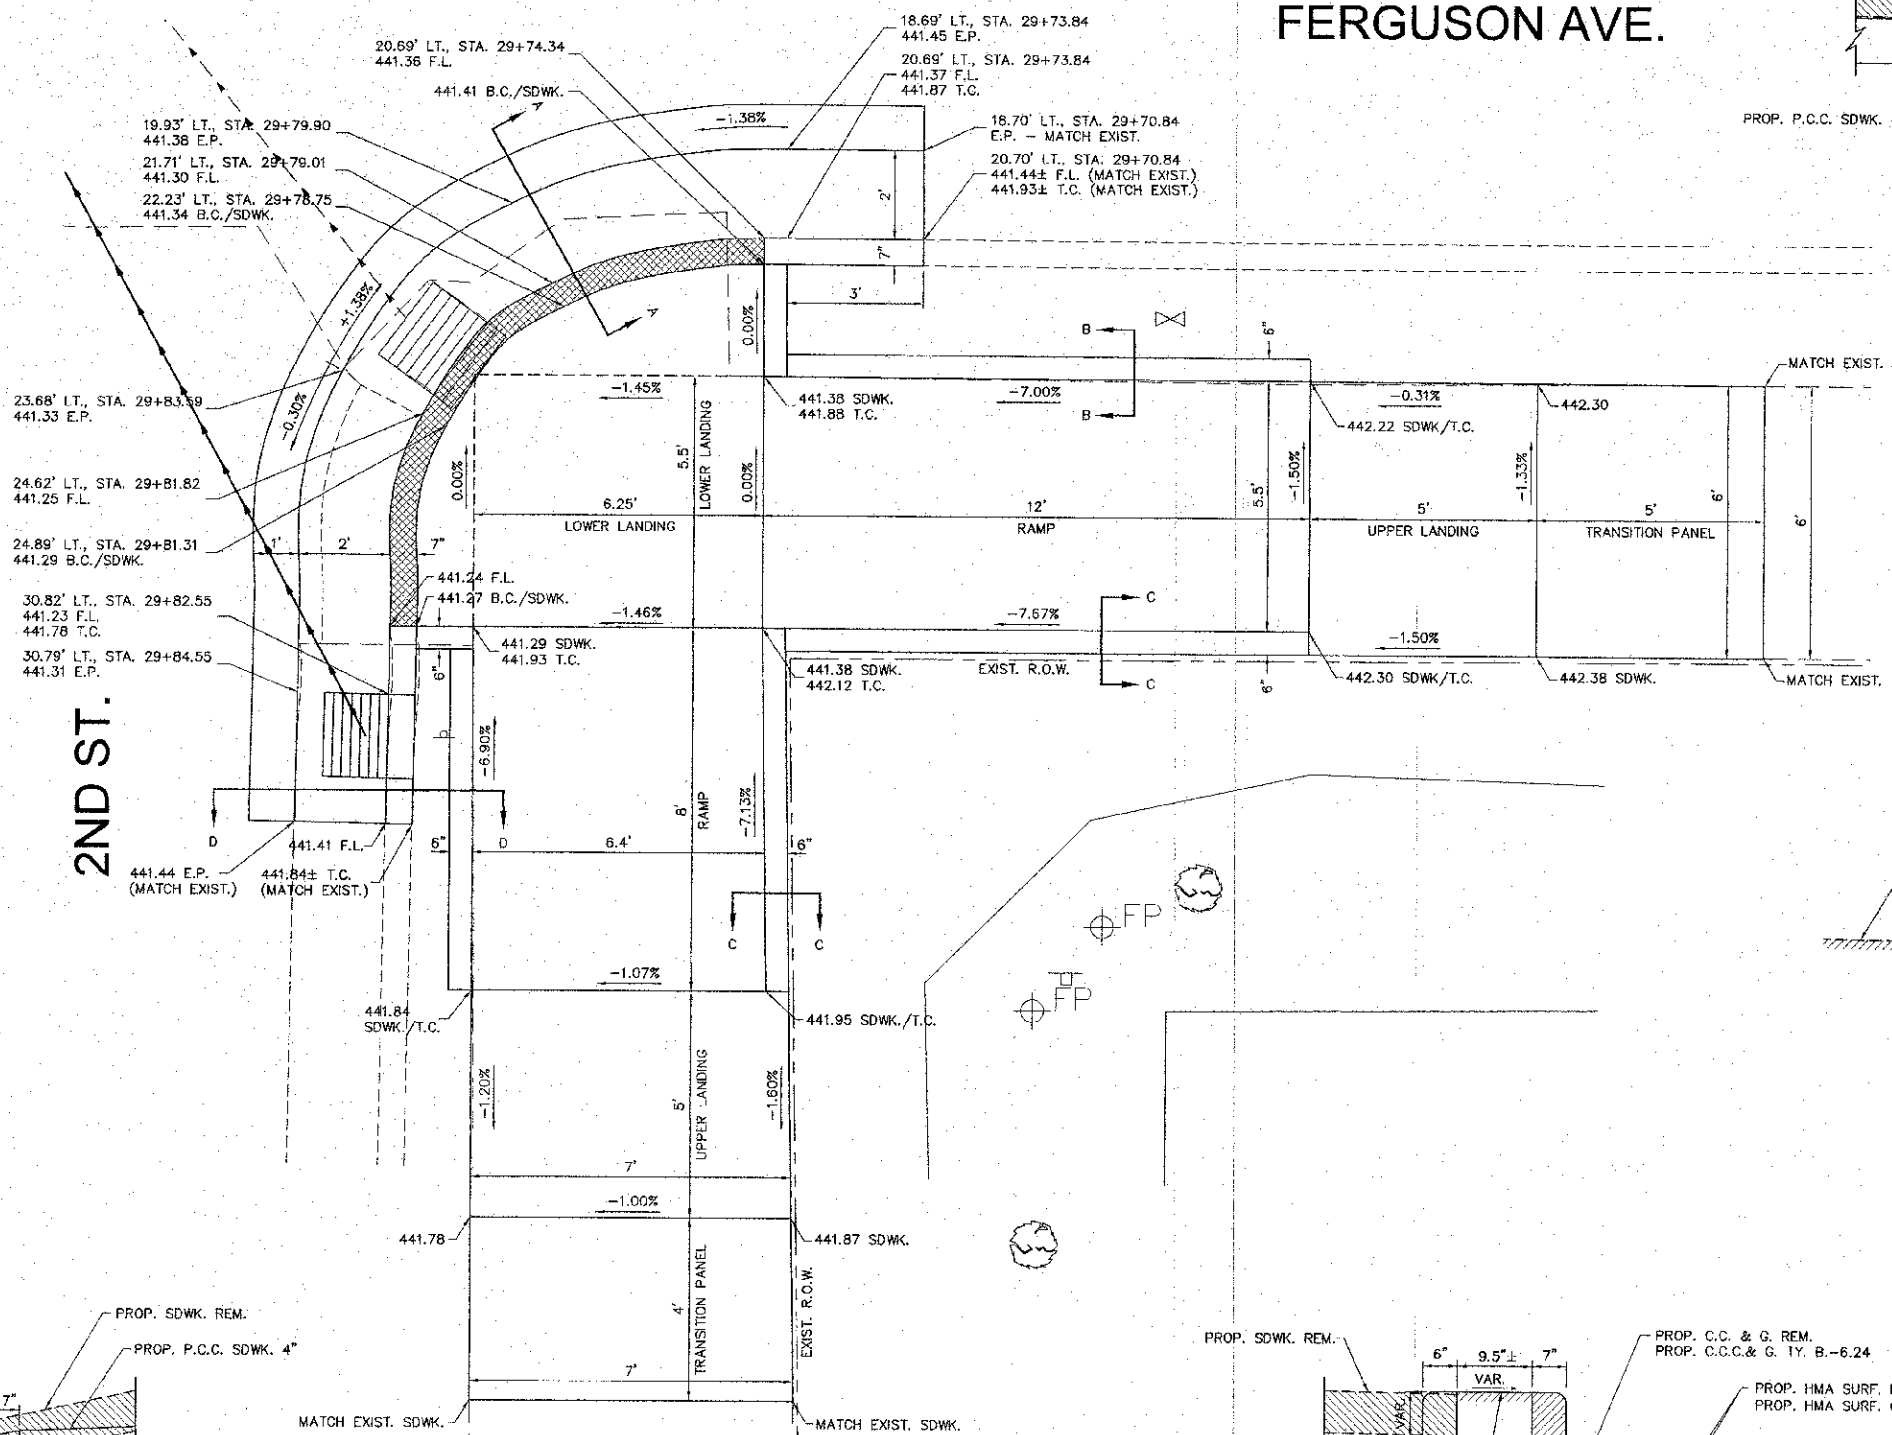 FERGUSON AVE.
18.69' LT., STA. 29+73.84
441.45 E.P.
20.69' LT., STA. 29+74.34
441.36 F.L.
20.69' LT., STA. 29+73.84
441.37 F.L.
441.87 T.C.
441.41 B.C./SDWK.
A
-1.38%
18.70' LT., STA. 29+70.84
E.P. - MATCH EXIST.
PROP. P.C.C. SDWK.
19.93' LT., STA. 29+79.90
441.38 E.P.
21.71' LT., STA. 29+79.01
441.30 F.L.
20.70' LT., STA. 29+70.84
441.44± F.L. (MATCH EXIST.)
441.93± T.C. (MATCH EXIST.)
22.23' LT., STA. 29+78.75
441.34 B.C./SDWK.
2'
7"
3'
A
+1.38%
0.00%
B
6"
MATCH EXIST.
-1.45%
441.38 SDWK.
441.88 T.C.
-7.00%
B
-0.31%
442.30
442.22 SDWK/T.C.
23.68' LT., STA. 29+83.59
441.33 E.P.
-0.30%
LOWER LANDING
5.5'
0.00%
0.00%
-1.50%
5.5'
-1.33%
6'
6'
24.62' LT., STA. 29+81.82
441.25 F.L.
6.25'
LOWER LANDING
12'
RAMP
5'
UPPER LANDING
5'
TRANSITION PANEL
24.89' LT., STA. 29+81.31
441.29 B.C./SDWK.
1'
2'
7"
441.24 F.L.
441.27 B.C./SDWK.
30.82' LT., STA. 29+82.55
441.23 F.L.
441.78 T.C.
-1.46%
-7.67%
C
-1.50%
30.79' LT., STA. 29+84.55
441.31 E.P.
441.29 SDWK.
441.93 T.C.
6"
441.38 SDWK.
442.12 T.C.
EXIST. R.O.W.
C
6"
442.30 SDWK/T.C.
442.38 SDWK.
MATCH EXIST.
2ND ST.
-6.90%
8'
RAMP
-7.13%
D
D
441.41 F.L.
6"
6.4'
6"
441.44 E.P.
(MATCH EXIST.)
441.84± T.C.
(MATCH EXIST.)
C
C
FP
FP
-1.07%
441.84
SDWK./T.C.
441.95 SDWK./T.C.
-1.20%
5'
UPPER LANDING
-1.60%
7'
-1.00%
441.78
441.87 SDWK.
4'
TRANSITION PANEL
EXIST. R.O.W.
7'
MATCH EXIST. SDWK.
MATCH EXIST. SDWK.
PROP. SDWK. REM.
PROP. P.C.C. SDWK. 4"
7"
PROP. SDWK. REM.
6"
9.5"±
7"
VAR.
VAR.
PROP. C.C. & G. REM.
PROP. C.C.C.& G. TY. B.-6.24
PROP. HMA SURF.
PROP. HMA SURF.